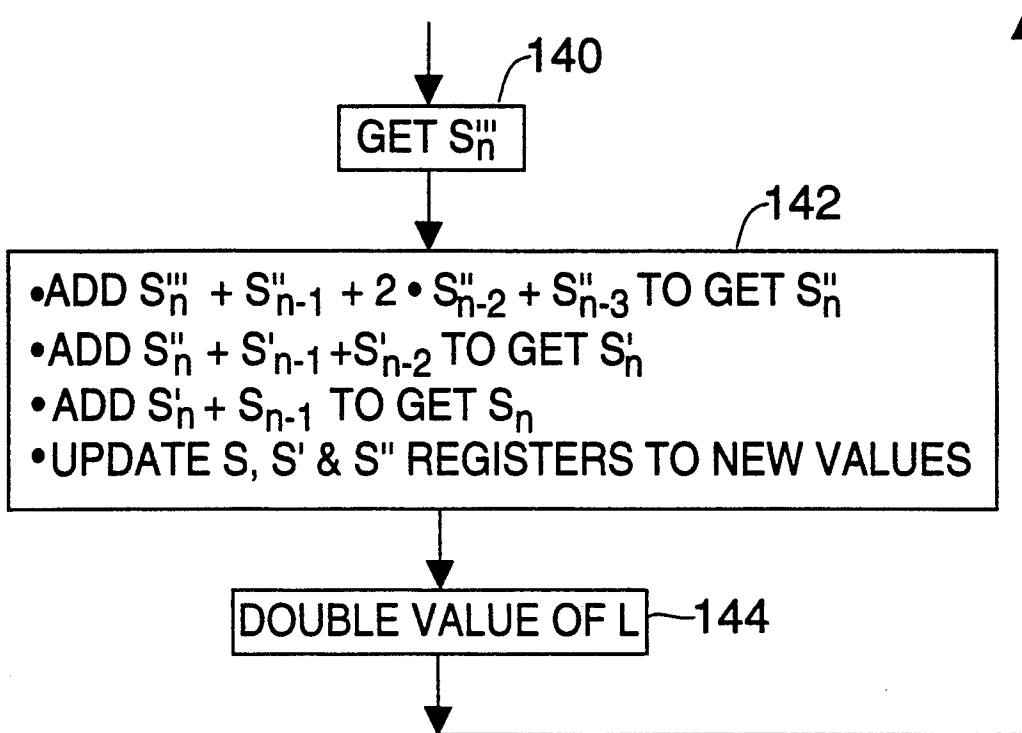 140
GET S'''n
142
•ADD S'''n + S''n-1 + 2 • S''n-2 + S''n-3 TO GET S''n
•ADD S''n + S'n-1 +S'n-2 TO GET S'n
•ADD S'n + Sn-1 TO GET Sn
•UPDATE S, S' & S" REGISTERS TO NEW VALUES
DOUBLE VALUE OF L
144